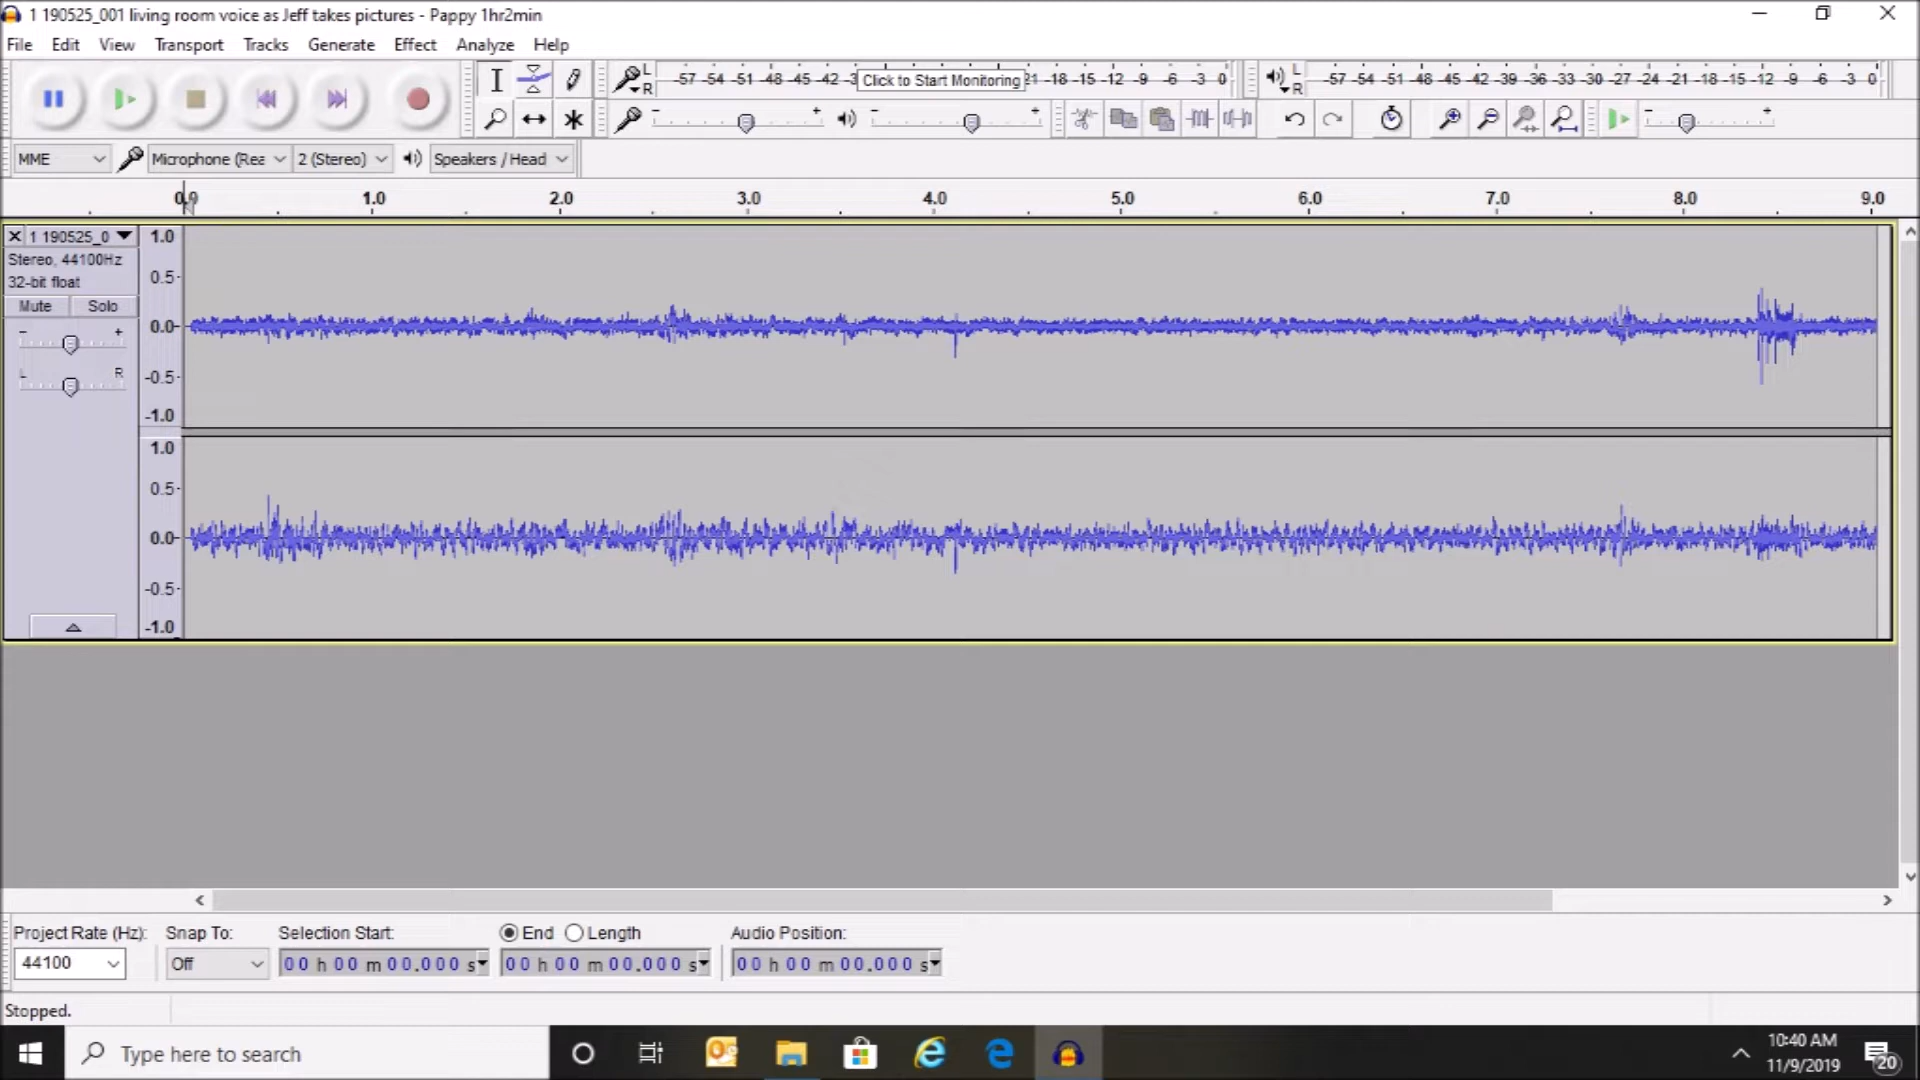 1 190525_001 living room voice as Jeff takes pictures - Pappy 1hr2min
File Edit View Transport Tracks Generate Effect Analyze Help
L R -57 -54 -51 -48 -45 -42 -3 Click to Start Monitoring 21 -18 -15 -12 -9 -6 -3 0 L R -57 -54 -51 -48 -45 -42 -39 -36 -33 -30 -27 -24 -21 -18 -15 -12 -9 -6 -3 0
MME Microphone (Rea 2 (Stereo) Speakers / Head
0.0 1.0 2.0 3.0 4.0 5.0 6.0 7.0 8.0 9.0
1 190525_0 1.0
Stereo, 44100Hz
32-bit float 0.5
Mute Solo
0.0
L R
-0.5
-1.0
1.0
0.5
0.0
-0.5
-1.0
Project Rate (Hz): Snap To: Selection Start: End Length Audio Position:
44100 Off 00 h 00 m 00.000 s 00 h 00 m 00.000 s 00 h 00 m 00.000 s
Stopped.
Type here to search
10:40 AM
11/9/2019
20